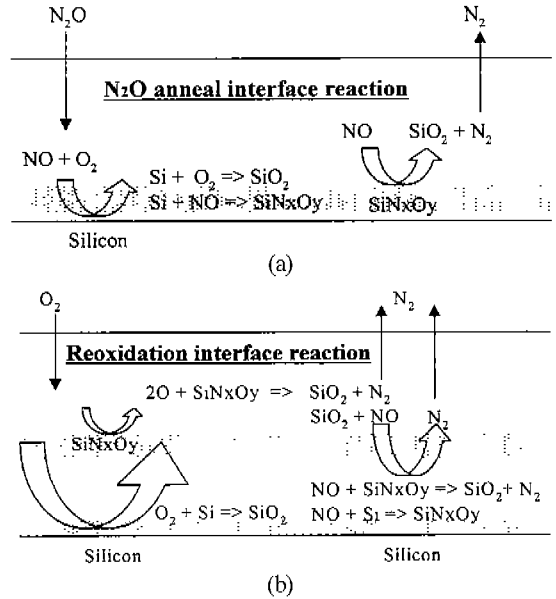 N₂O N₂
N₂O anneal interface reaction
NO SiO₂ + N₂
NO + O₂
Si + O₂ => SiO₂
Si + NO => SiNxOy SiNxOy
Silicon
(a)
O₂ N₂
Reoxidation interface reaction
2O + SiNxOy => SiO₂ + N₂
SiO₂ + NO N₂
SiNxOy
NO + SiNxOy => SiO₂ + N₂
O₂ + Si => SiO₂
NO + Si => SiNxOy
Silicon Silicon
(b)